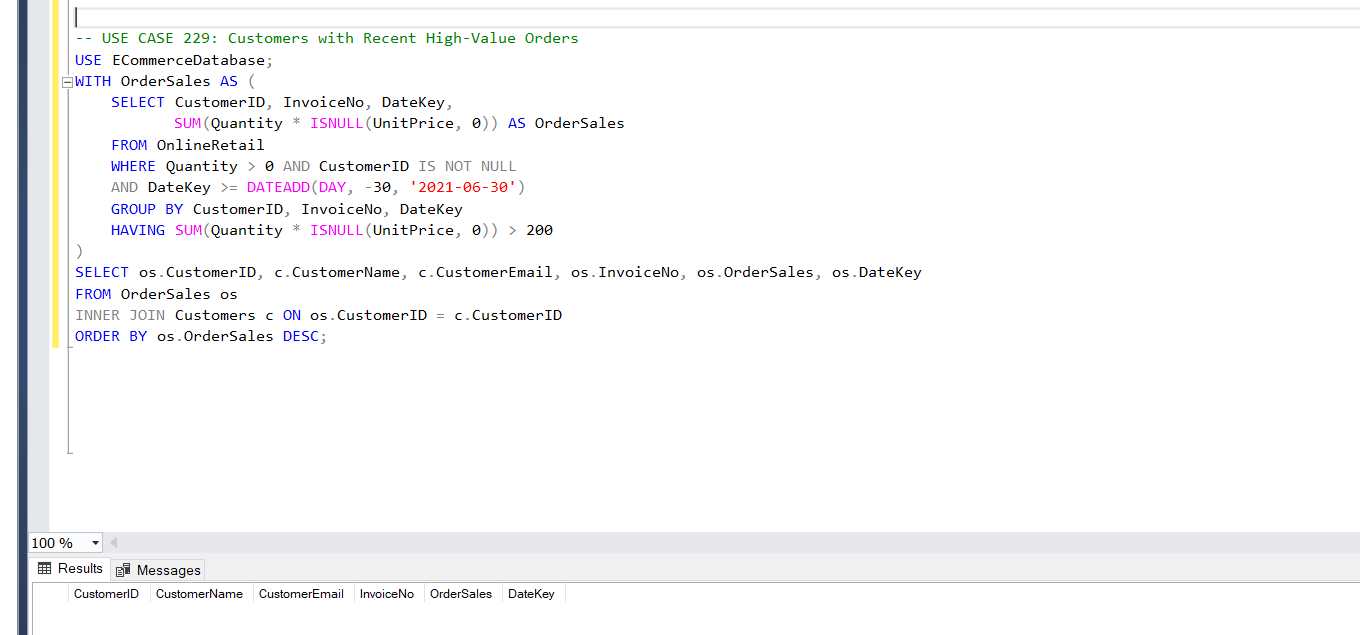 -- USE CASE 229: Customers with Recent High-Value Orders
USE ECommerceDatabase;
WITH OrderSales AS (
    SELECT CustomerID, InvoiceNo, DateKey,
           SUM(Quantity * ISNULL(UnitPrice, 0)) AS OrderSales
    FROM OnlineRetail
    WHERE Quantity > 0 AND CustomerID IS NOT NULL
    AND DateKey >= DATEADD(DAY, -30, '2021-06-30')
    GROUP BY CustomerID, InvoiceNo, DateKey
    HAVING SUM(Quantity * ISNULL(UnitPrice, 0)) > 200
)
SELECT os.CustomerID, c.CustomerName, c.CustomerEmail, os.InvoiceNo, os.OrderSales, os.DateKey
FROM OrderSales os
INNER JOIN Customers c ON os.CustomerID = c.CustomerID
ORDER BY os.OrderSales DESC;
100 %
Results Messages
CustomerID CustomerName CustomerEmail InvoiceNo OrderSales DateKey